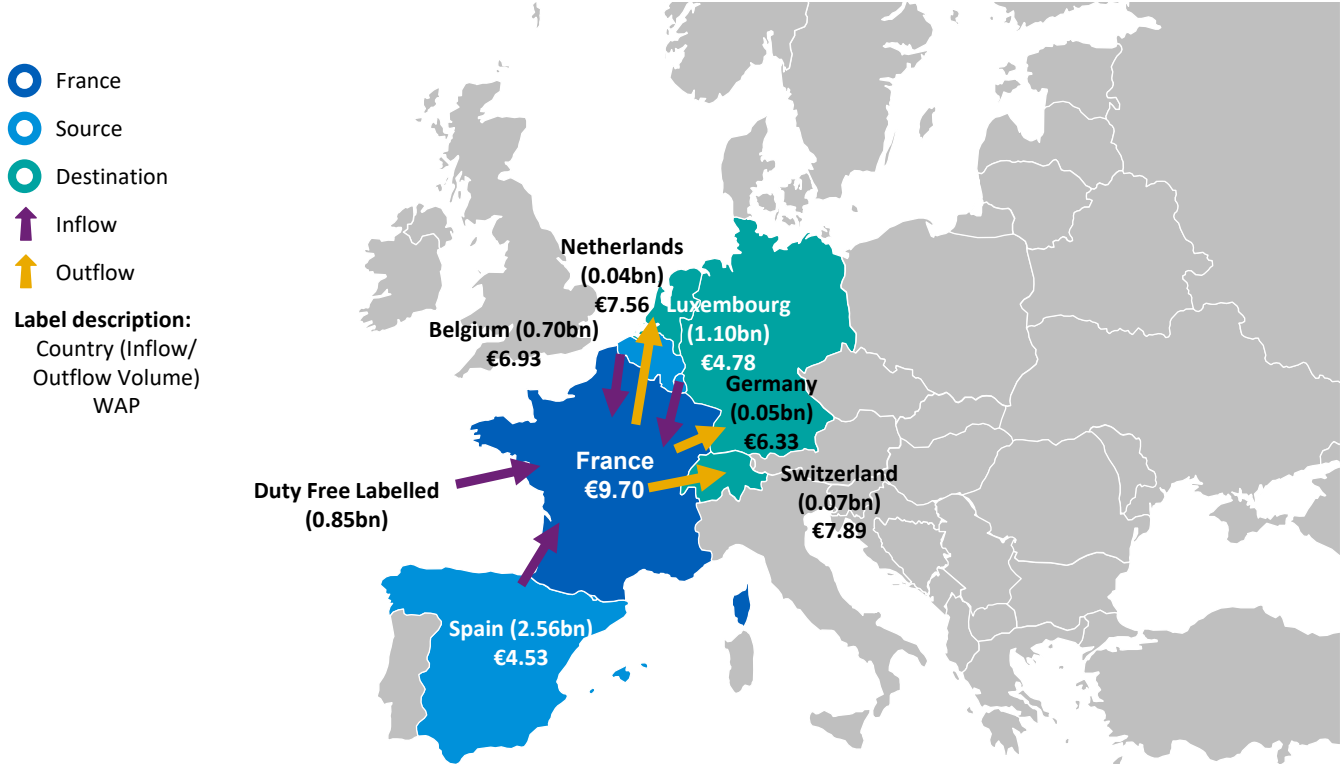 France
Source
Destination
Inflow
Outflow
Label description:
Country (Inflow/
Outflow Volume)
WAP
Netherlands
(0.04bn)
€7.56
Luxembourg
(1.10bn)
€4.78
Belgium (0.70bn)
€6.93
Germany
(0.05bn)
€6.33
France
€9.70
Switzerland
(0.07bn)
€7.89
Duty Free Labelled
(0.85bn)
Spain (2.56bn)
€4.53